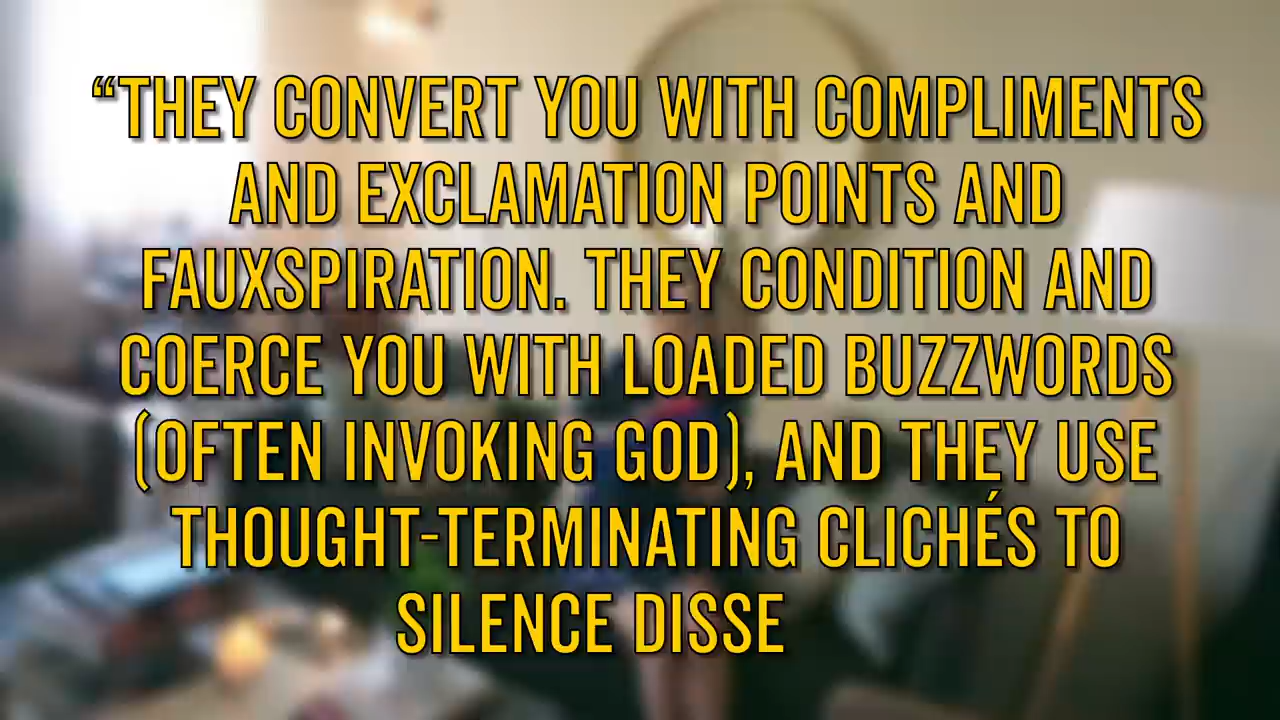 “THEY CONVERT YOU WITH COMPLIMENTS
AND EXCLAMATION POINTS AND
FAUXSPIRATION. THEY CONDITION AND
COERCE YOU WITH LOADED BUZZWORDS
(OFTEN INVOKING GOD), AND THEY USE
THOUGHT-TERMINATING CLICHÉS TO
SILENCE DISSE